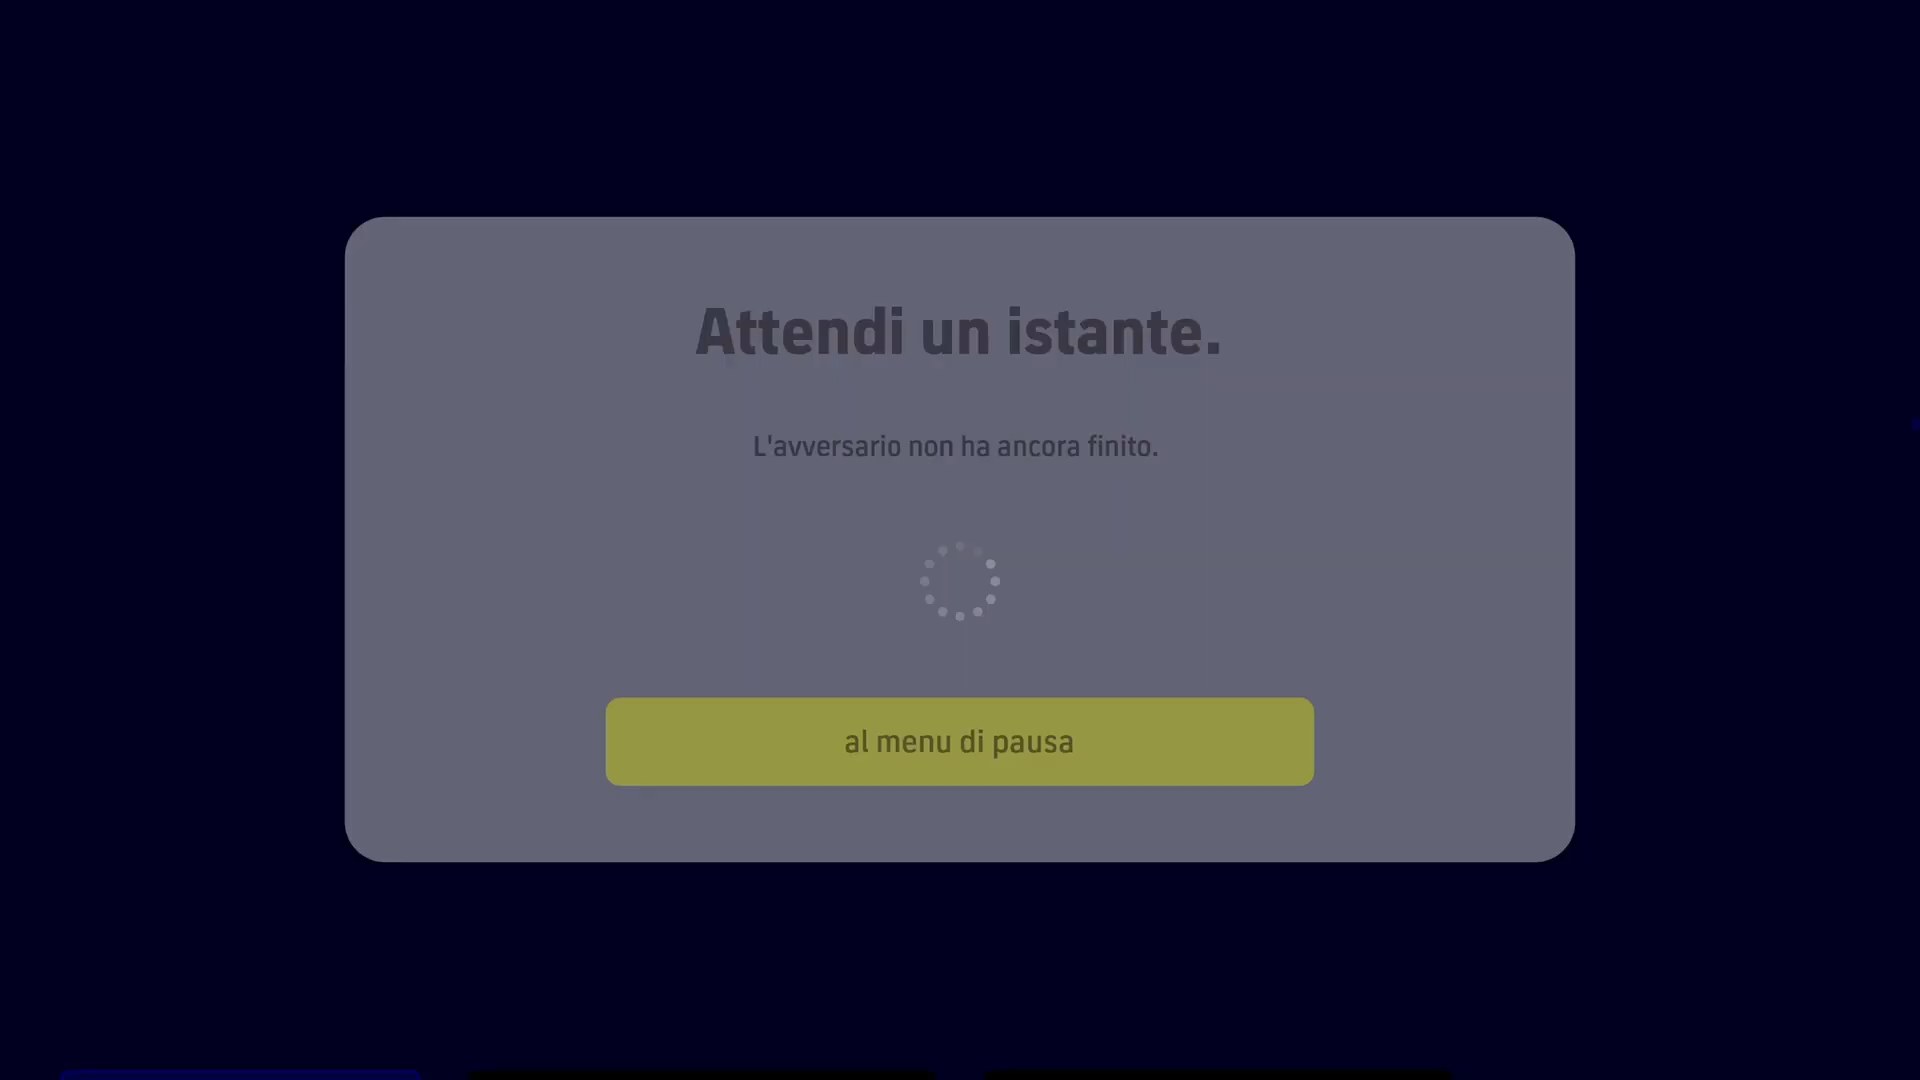 Attendi un istante.
L'avversario non ha ancora finito.
al menu di pausa